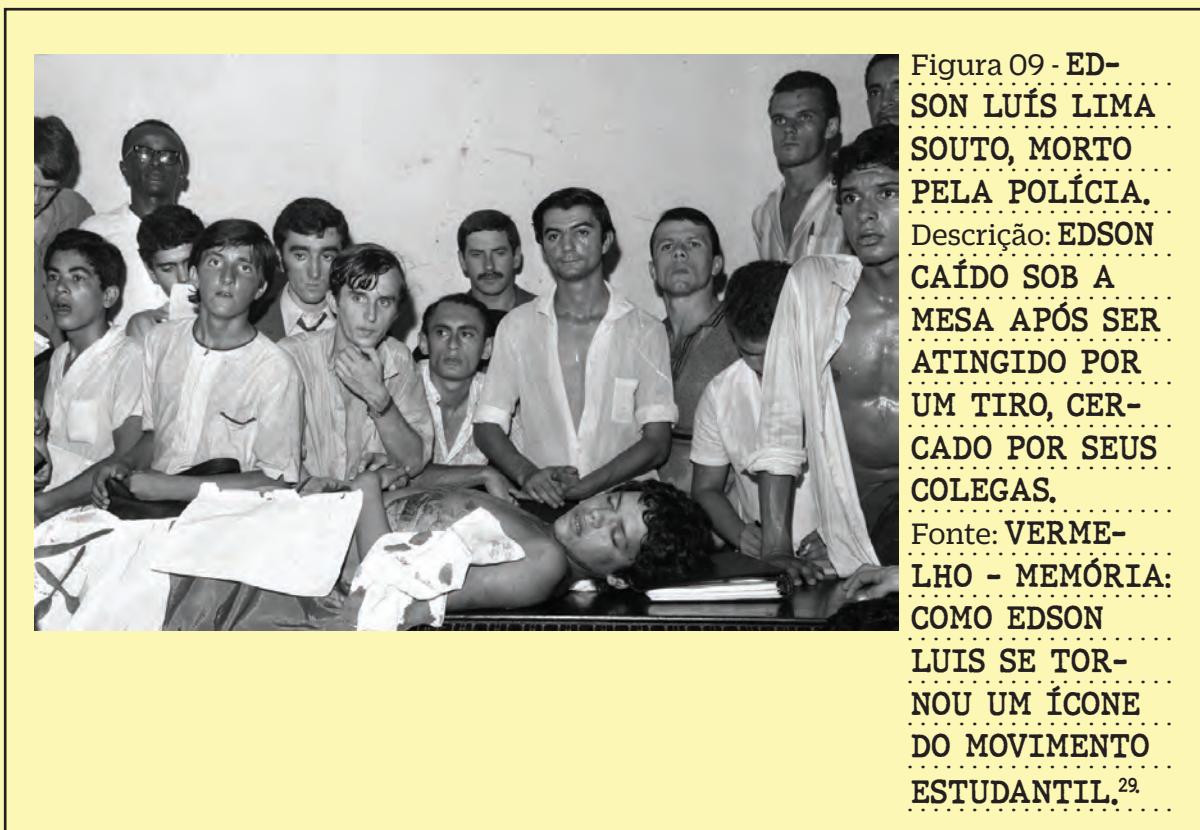 Figura 09 - ED-
SON LUÍS LIMA
SOUTO, MORTO
PELA POLÍCIA.
Descrição: EDSON
CAÍDO SOB A
MESA APÓS SER
ATINGIDO POR
UM TIRO, CER-
CADO POR SEUS
COLEGAS.
Fonte: VERME-
LHO - MEMÓRIA:
COMO EDSON
LUIS SE TOR-
NOU UM ÍCONE
DO MOVIMENTO
ESTUDANTIL.29.